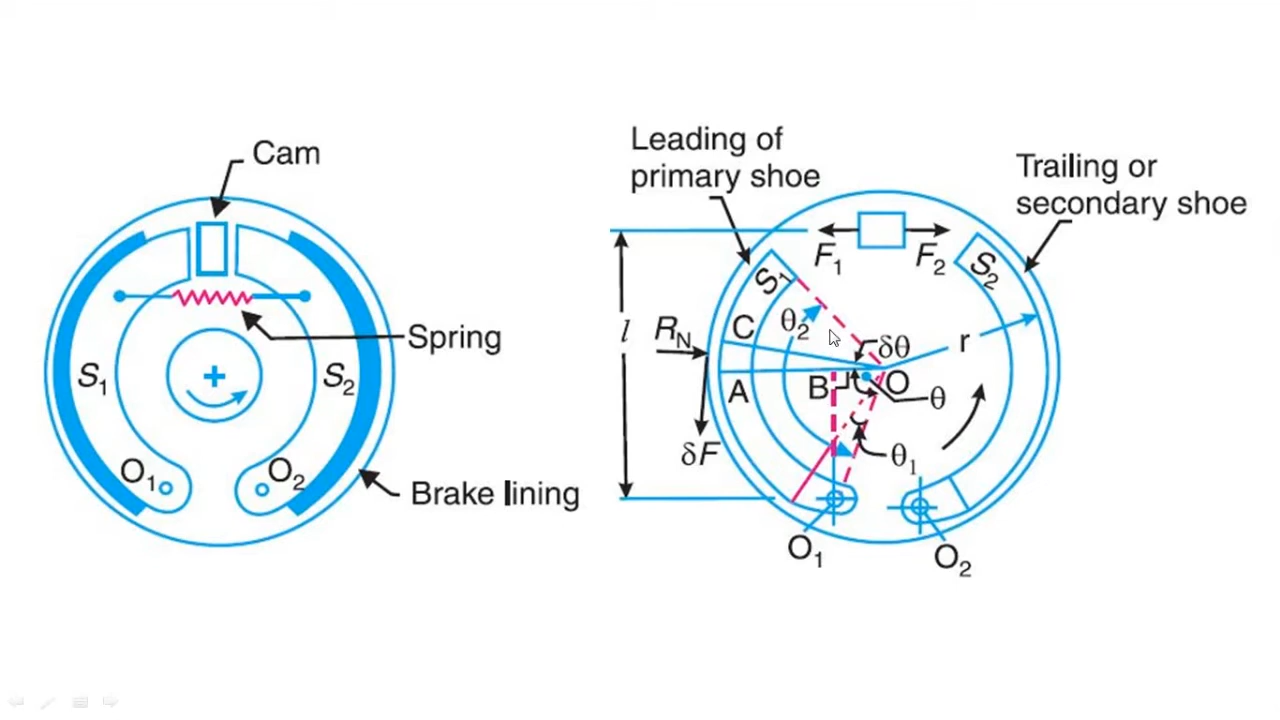 Cam
Spring
S1
S2
O1
O2
Brake lining
Leading of
primary shoe
Trailing or
secondary shoe
F1
F2
S1
S2
l
RN
C
θ2
δθ
r
A
B
O
θ
δF
θ1
O1
O2